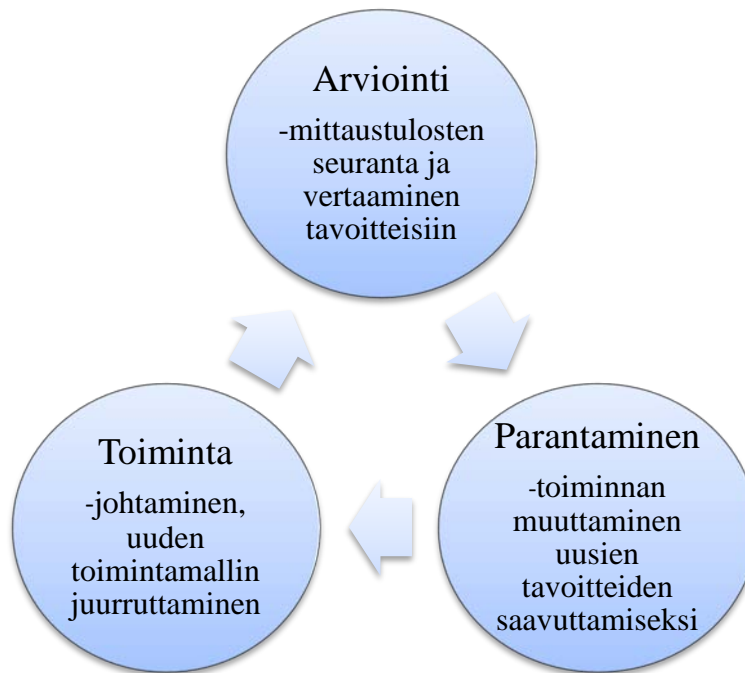 Arviointi
-mittaustulosten
seuranta ja
vertaaminen
tavoitteisiin
Parantaminen
-toiminnan
muuttaminen
uusien
tavoitteiden
saavuttamiseksi
Toiminta
-johtaminen,
uuden
toimintamallin
juurruttaminen